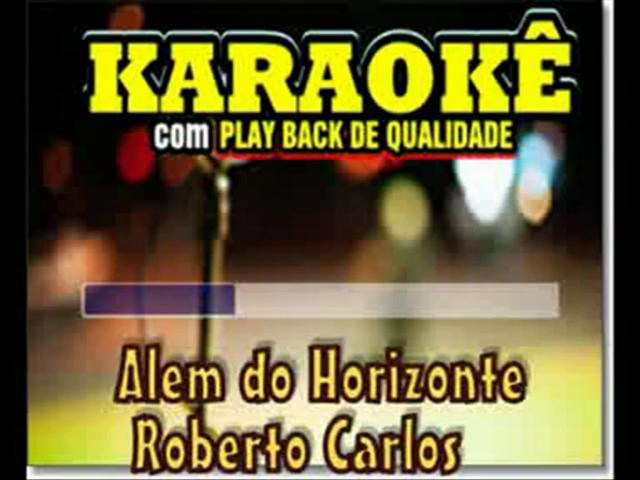 KARAOKÊ
com PLAY BACK DE QUALIDADE
Alem do Horizonte
Roberto Carlos